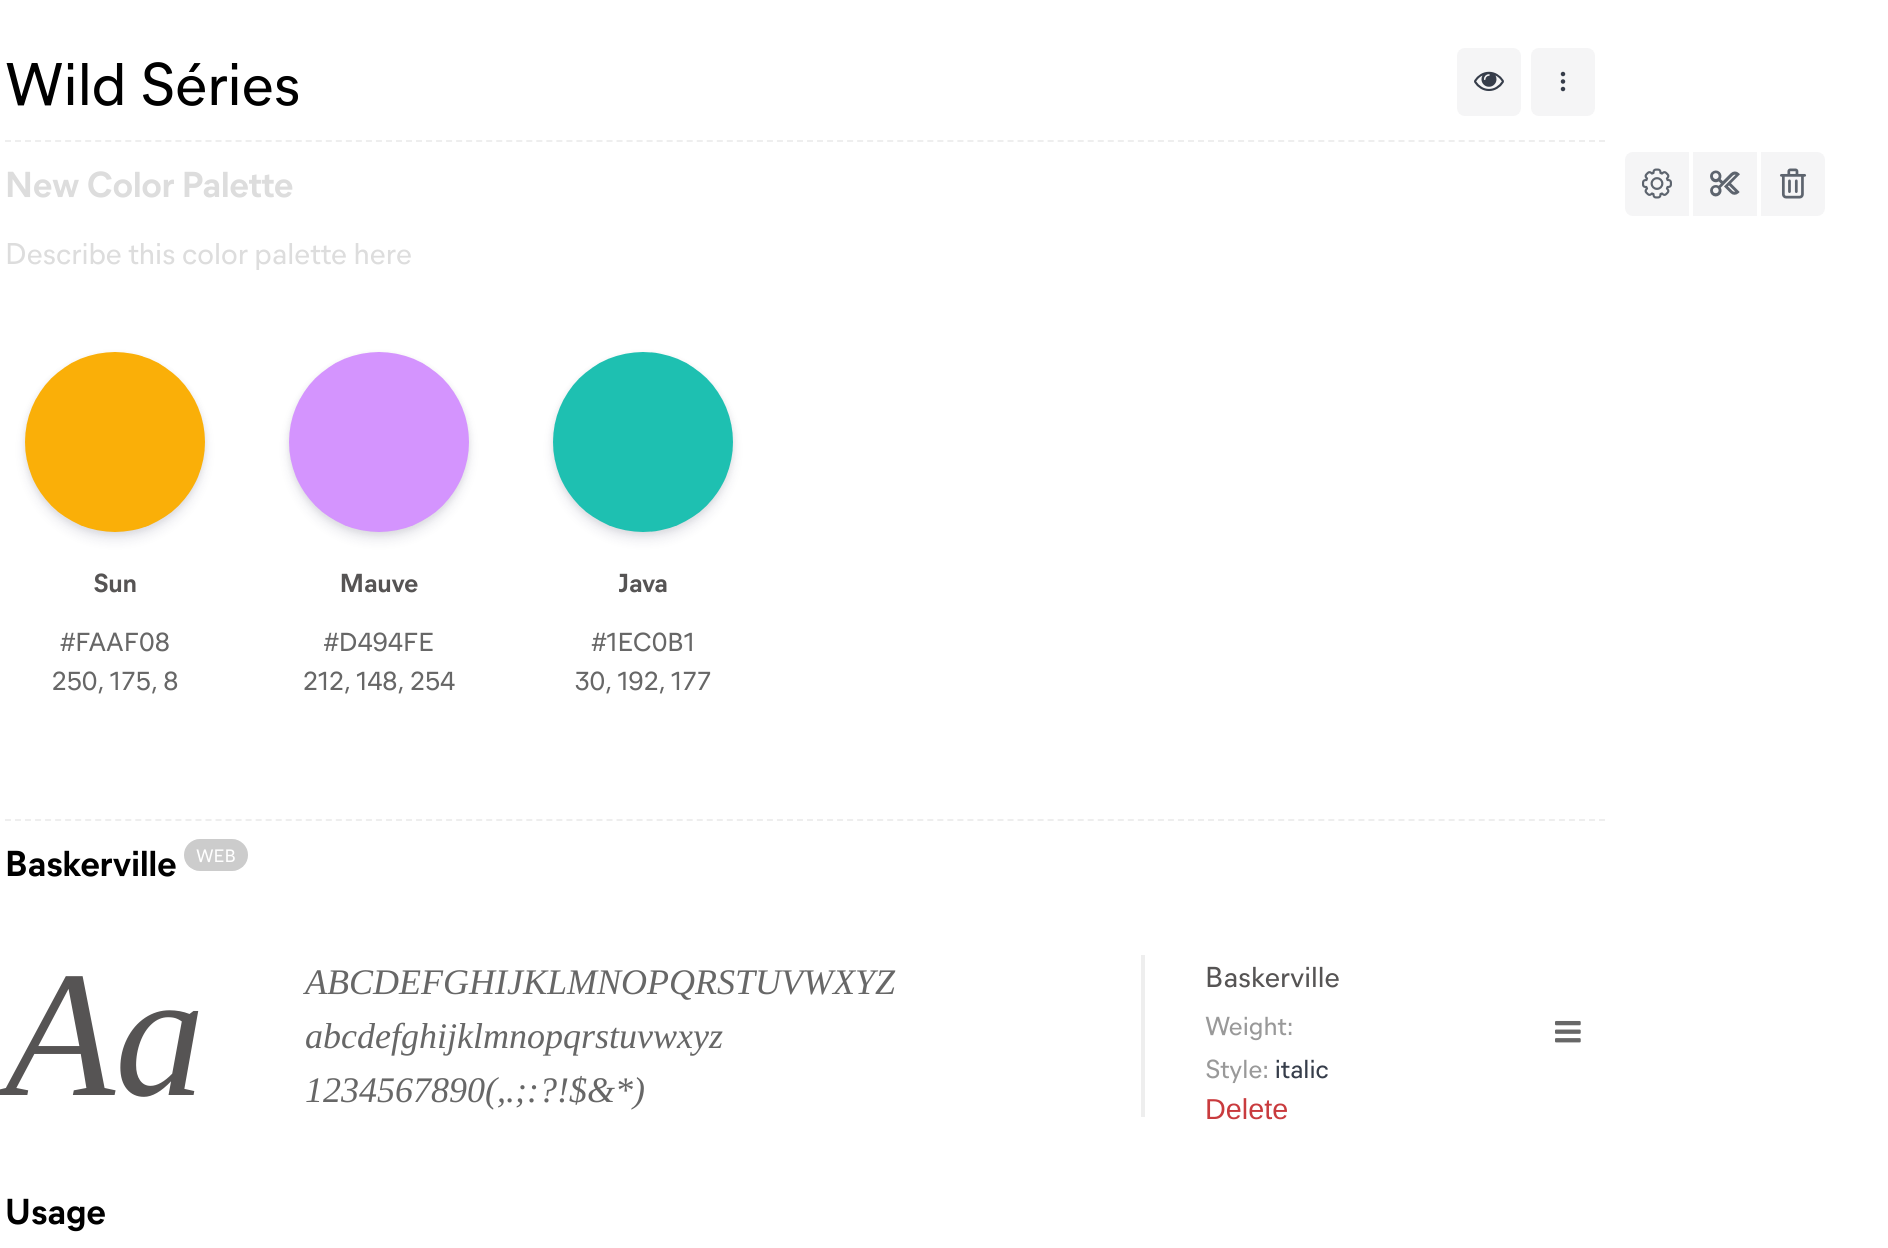 Wild Séries
New Color Palette
Describe this color palette here
Sun
#FAAF08
250, 175, 8
Mauve
#D494FE
212, 148, 254
Java
#1EC0B1
30, 192, 177
Baskerville WEB
Aa
ABCDEFGHIJKLMNOPQRSTUVWXYZ
abcdefghijklmnopqrstuvwxyz
1234567890(,.;:?!$&*)
Baskerville
Weight:
Style: italic
Delete
Usage